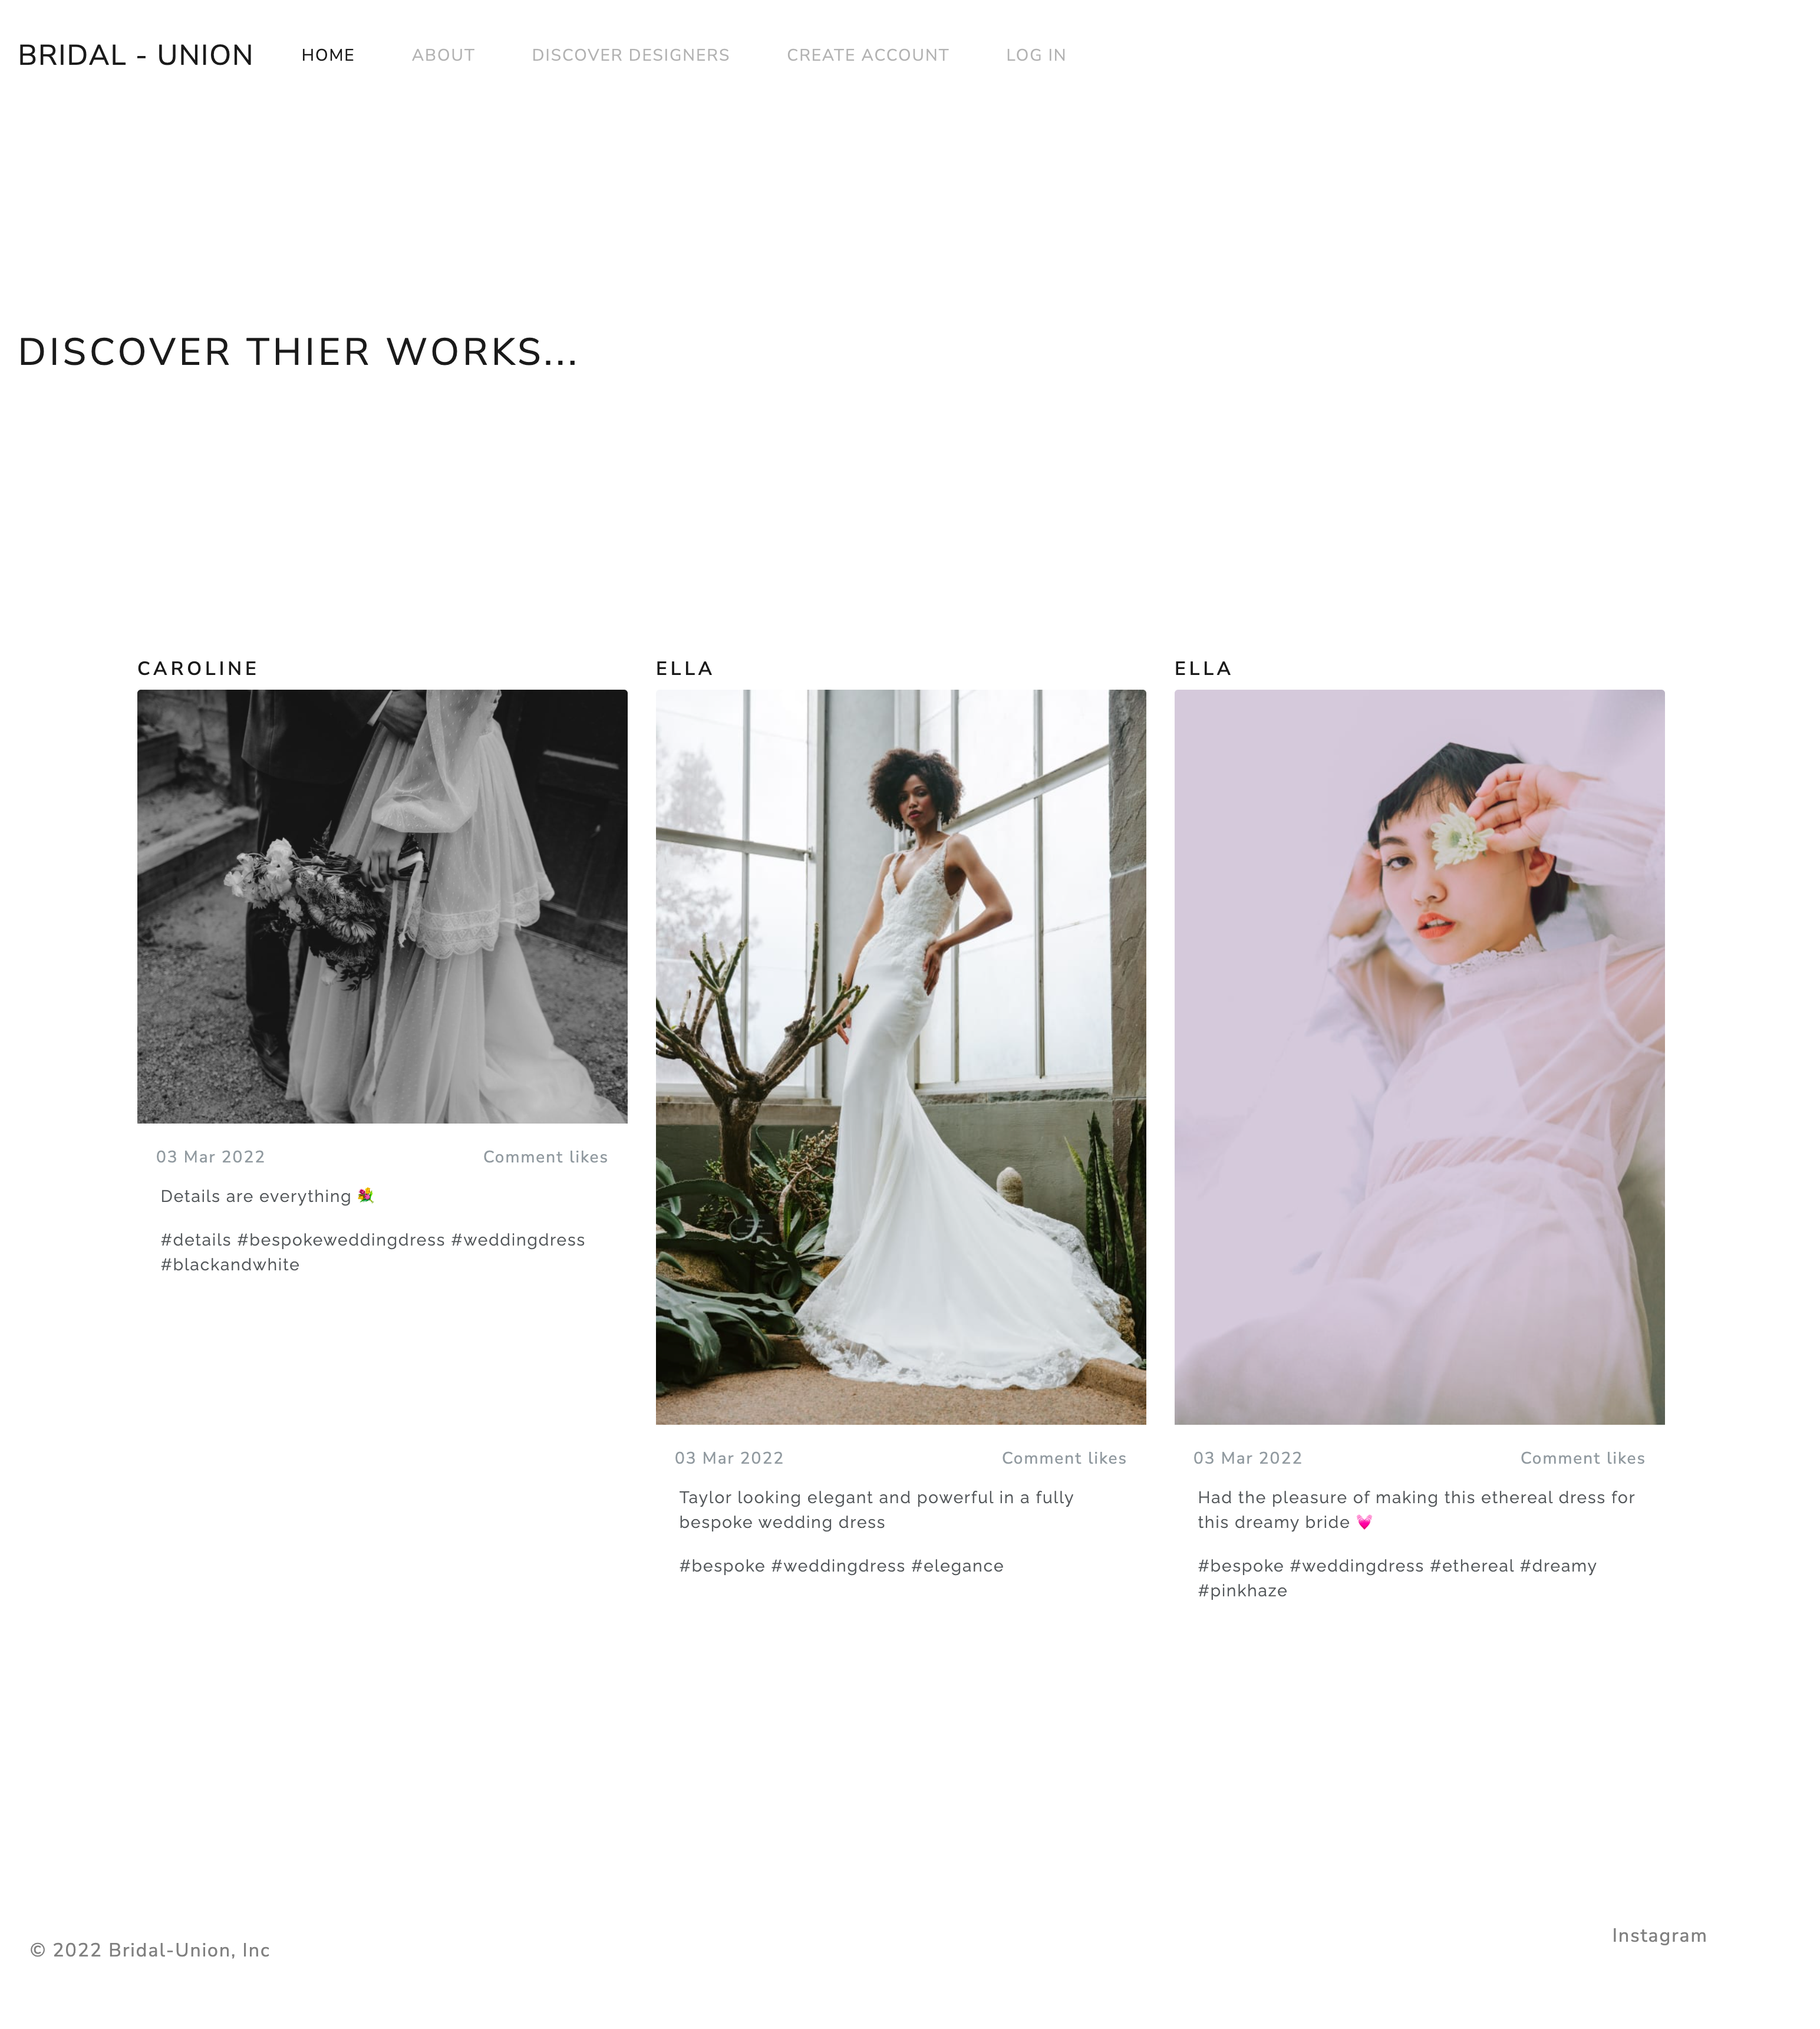 BRIDAL - UNION HOME ABOUT DISCOVER DESIGNERS CREATE ACCOUNT LOG IN
DISCOVER THIER WORKS...
CAROLINE
03 Mar 2022 Comment likes
Details are everything 💐
#details #bespokeweddingdress #weddingdress
#blackandwhite
ELLA
03 Mar 2022 Comment likes
Taylor looking elegant and powerful in a fully
bespoke wedding dress
#bespoke #weddingdress #elegance
ELLA
03 Mar 2022 Comment likes
Had the pleasure of making this ethereal dress for
this dreamy bride 💓
#bespoke #weddingdress #ethereal #dreamy
#pinkhaze
© 2022 Bridal-Union, Inc
Instagram